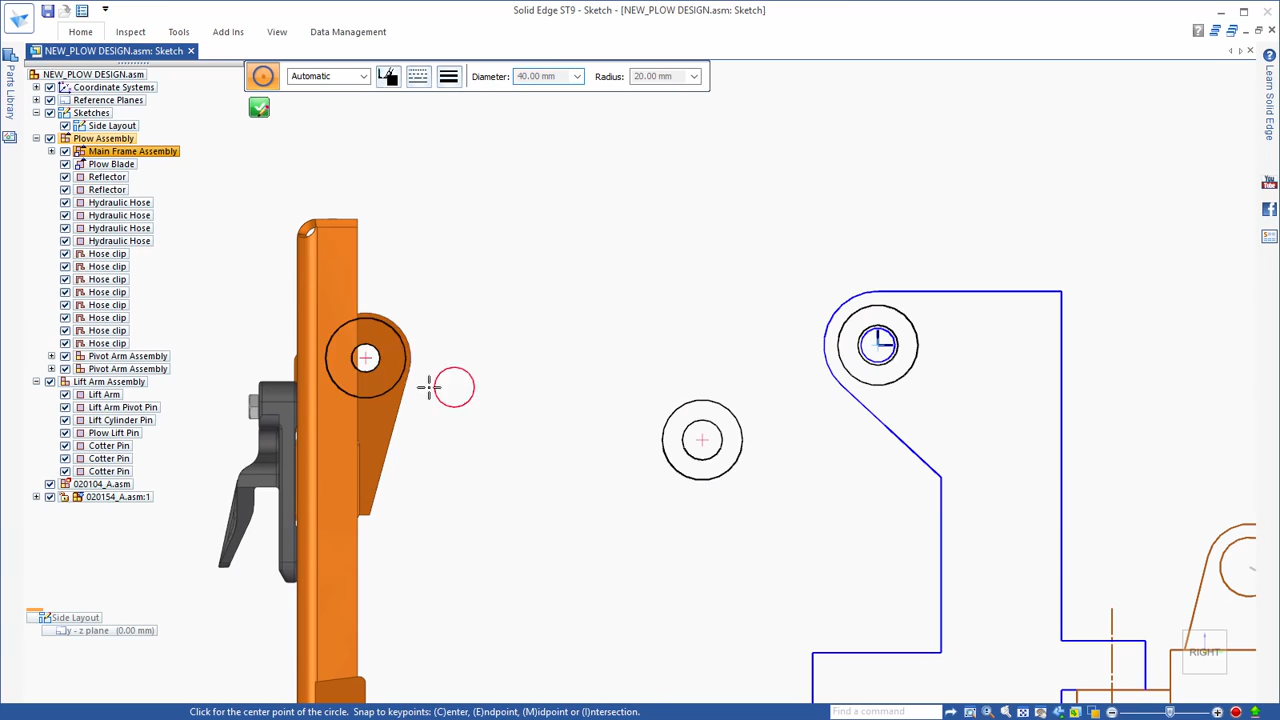 Solid Edge ST9 - Sketch - [NEW_PLOW DESIGN.asm: Sketch]
Home Inspect Tools Add Ins View Data Management
NEW_PLOW DESIGN.asm: Sketch
Automatic Diameter: 40.00 mm Radius: 20.00 mm
Parts Library
Learn Solid Edge
You Tube
NEW_PLOW DESIGN.asm
Coordinate Systems
Reference Planes
Sketches
Side Layout
Plow Assembly
Main Frame Assembly
Plow Blade
Reflector
Reflector
Hydraulic Hose
Hydraulic Hose
Hydraulic Hose
Hydraulic Hose
Hose clip
Hose clip
Hose clip
Hose clip
Hose clip
Hose clip
Hose clip
Hose clip
Pivot Arm Assembly
Pivot Arm Assembly
Lift Arm Assembly
Lift Arm
Lift Arm Pivot Pin
Lift Cylinder Pin
Plow Lift Pin
Cotter Pin
Cotter Pin
Cotter Pin
020104_A.asm
020154_A.asm:1
Side Layout
y - z plane (0.00 mm)
RIGHT
Click for the center point of the circle. Snap to keypoints: (C)enter, (E)ndpoint, (M)idpoint or (I)ntersection.
Find a command